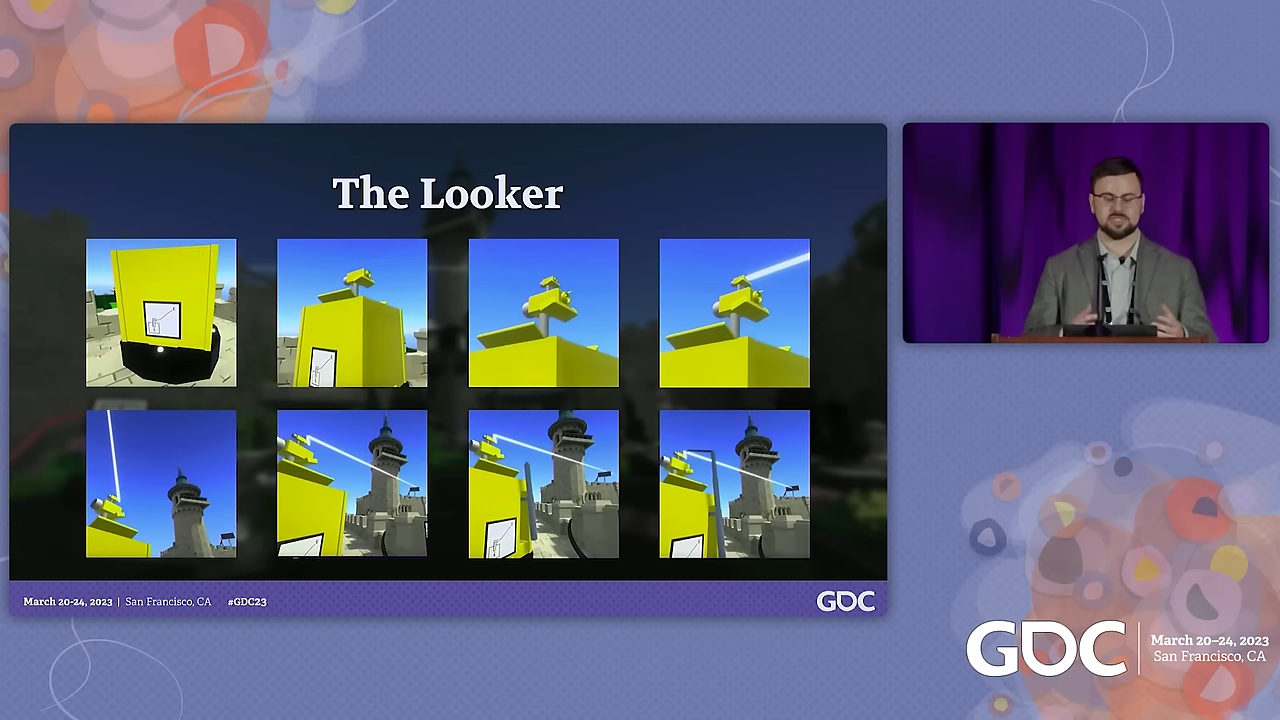 The Looker
March 20-24, 2023 | San Francisco, CA #GDC23
GDC
GDC
March 20–24, 2023
San Francisco, CA